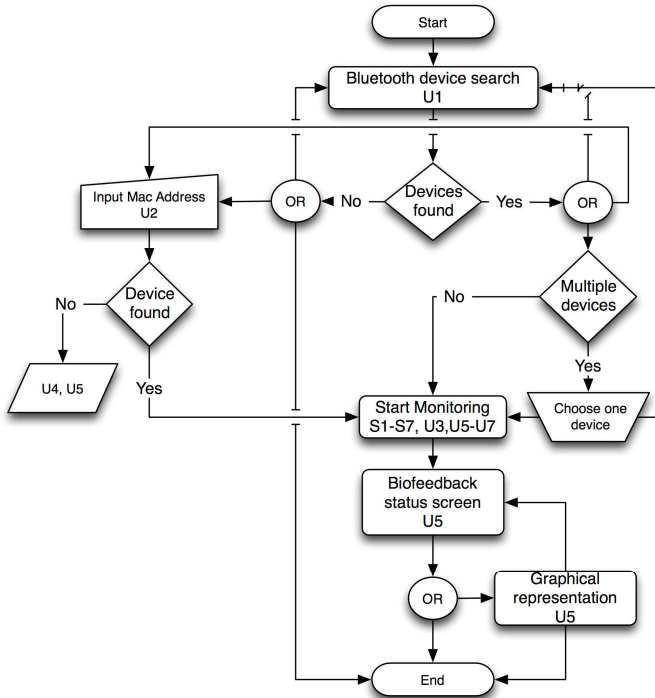 Start
Bluetooth device search
U1
Input Mac Address
U2
OR
No
Devices
found
Yes
OR
Device
found
No
Multiple
devices
No
U4, U5
Yes
Yes
Start Monitoring
S1-S7, U3,U5-U7
Choose one
device
Biofeedback
status screen
U5
OR
Graphical
representation
U5
End